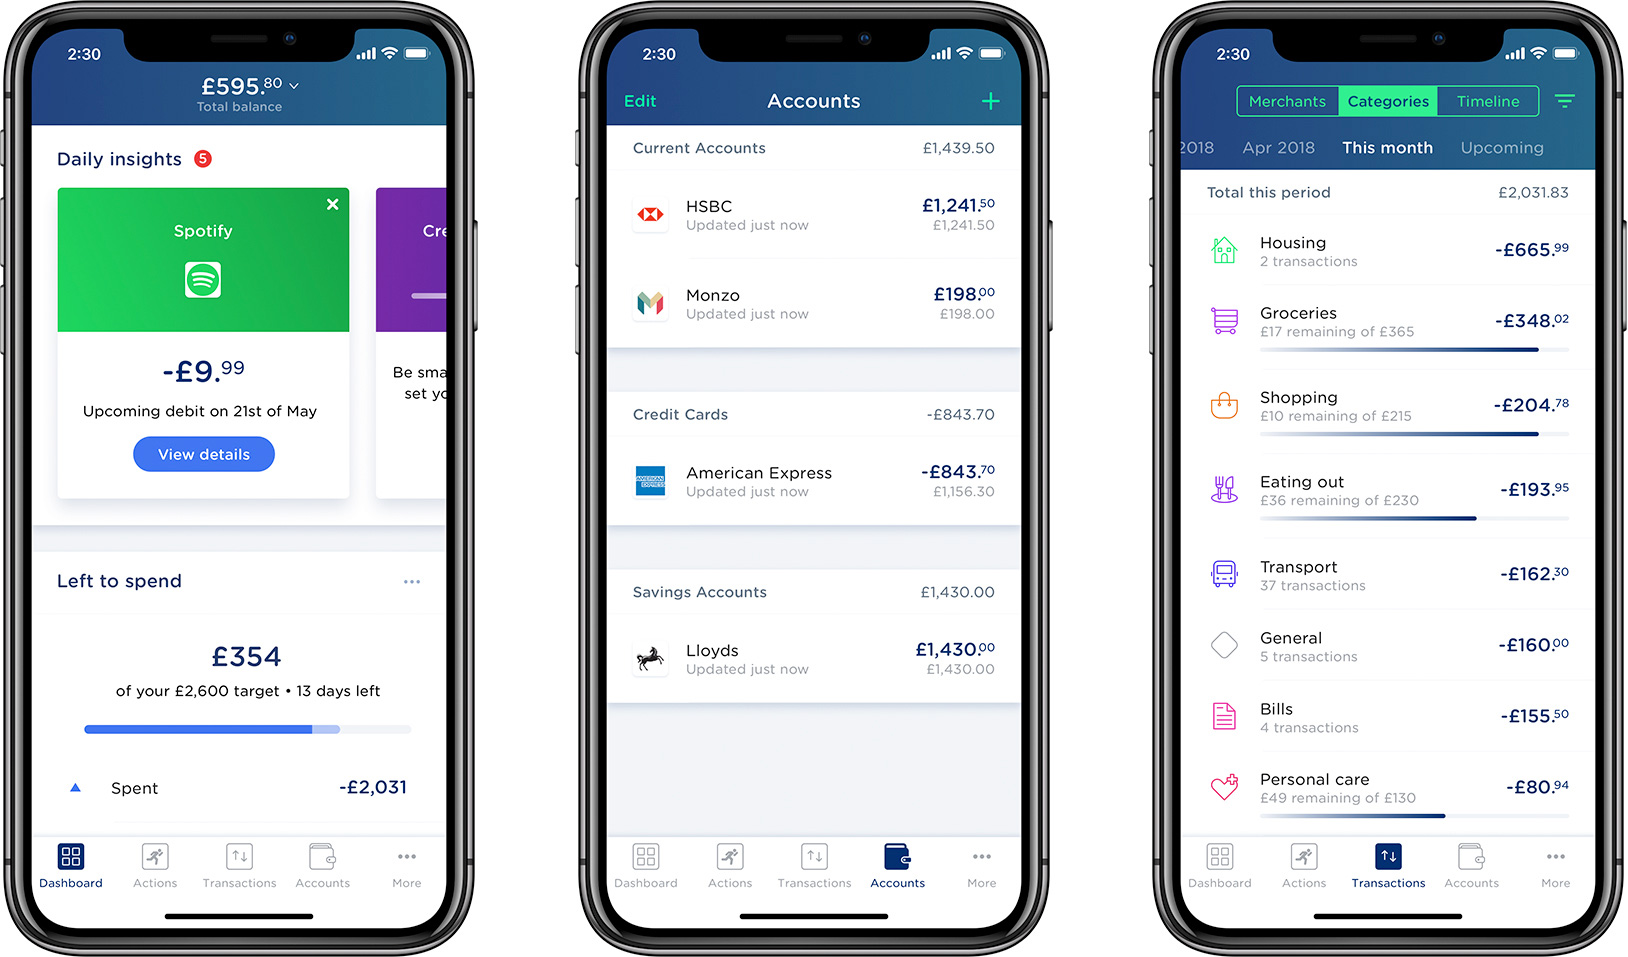 2:30
£595.80
Total balance
Daily insights 5
Spotify
-£9.99
Upcoming debit on 21st of May
View details
Cre
Be sma
set yo
Left to spend
£354
of your £2,600 target • 13 days left
Spent -£2,031
Dashboard Actions Transactions Accounts More
2:30
Edit Accounts +
Current Accounts £1,439.50
HSBC £1,241.50
Updated just now £1,241.50
Monzo £198.00
Updated just now £198.00
Credit Cards -£843.70
AMERICAN
EXPRESS
American Express -£843.70
Updated just now £1,156.30
Savings Accounts £1,430.00
Lloyds £1,430.00
Updated just now £1,430.00
Dashboard Actions Transactions Accounts More
2:30
Merchants Categories Timeline
2018 Apr 2018 This month Upcoming
Total this period £2,031.83
Housing -£665.99
2 transactions
Groceries -£348.02
£17 remaining of £365
Shopping -£204.78
£10 remaining of £215
Eating out -£193.95
£36 remaining of £230
Transport -£162.30
37 transactions
General -£160.00
5 transactions
Bills -£155.50
4 transactions
Personal care -£80.94
£49 remaining of £130
Dashboard Actions Transactions Accounts More